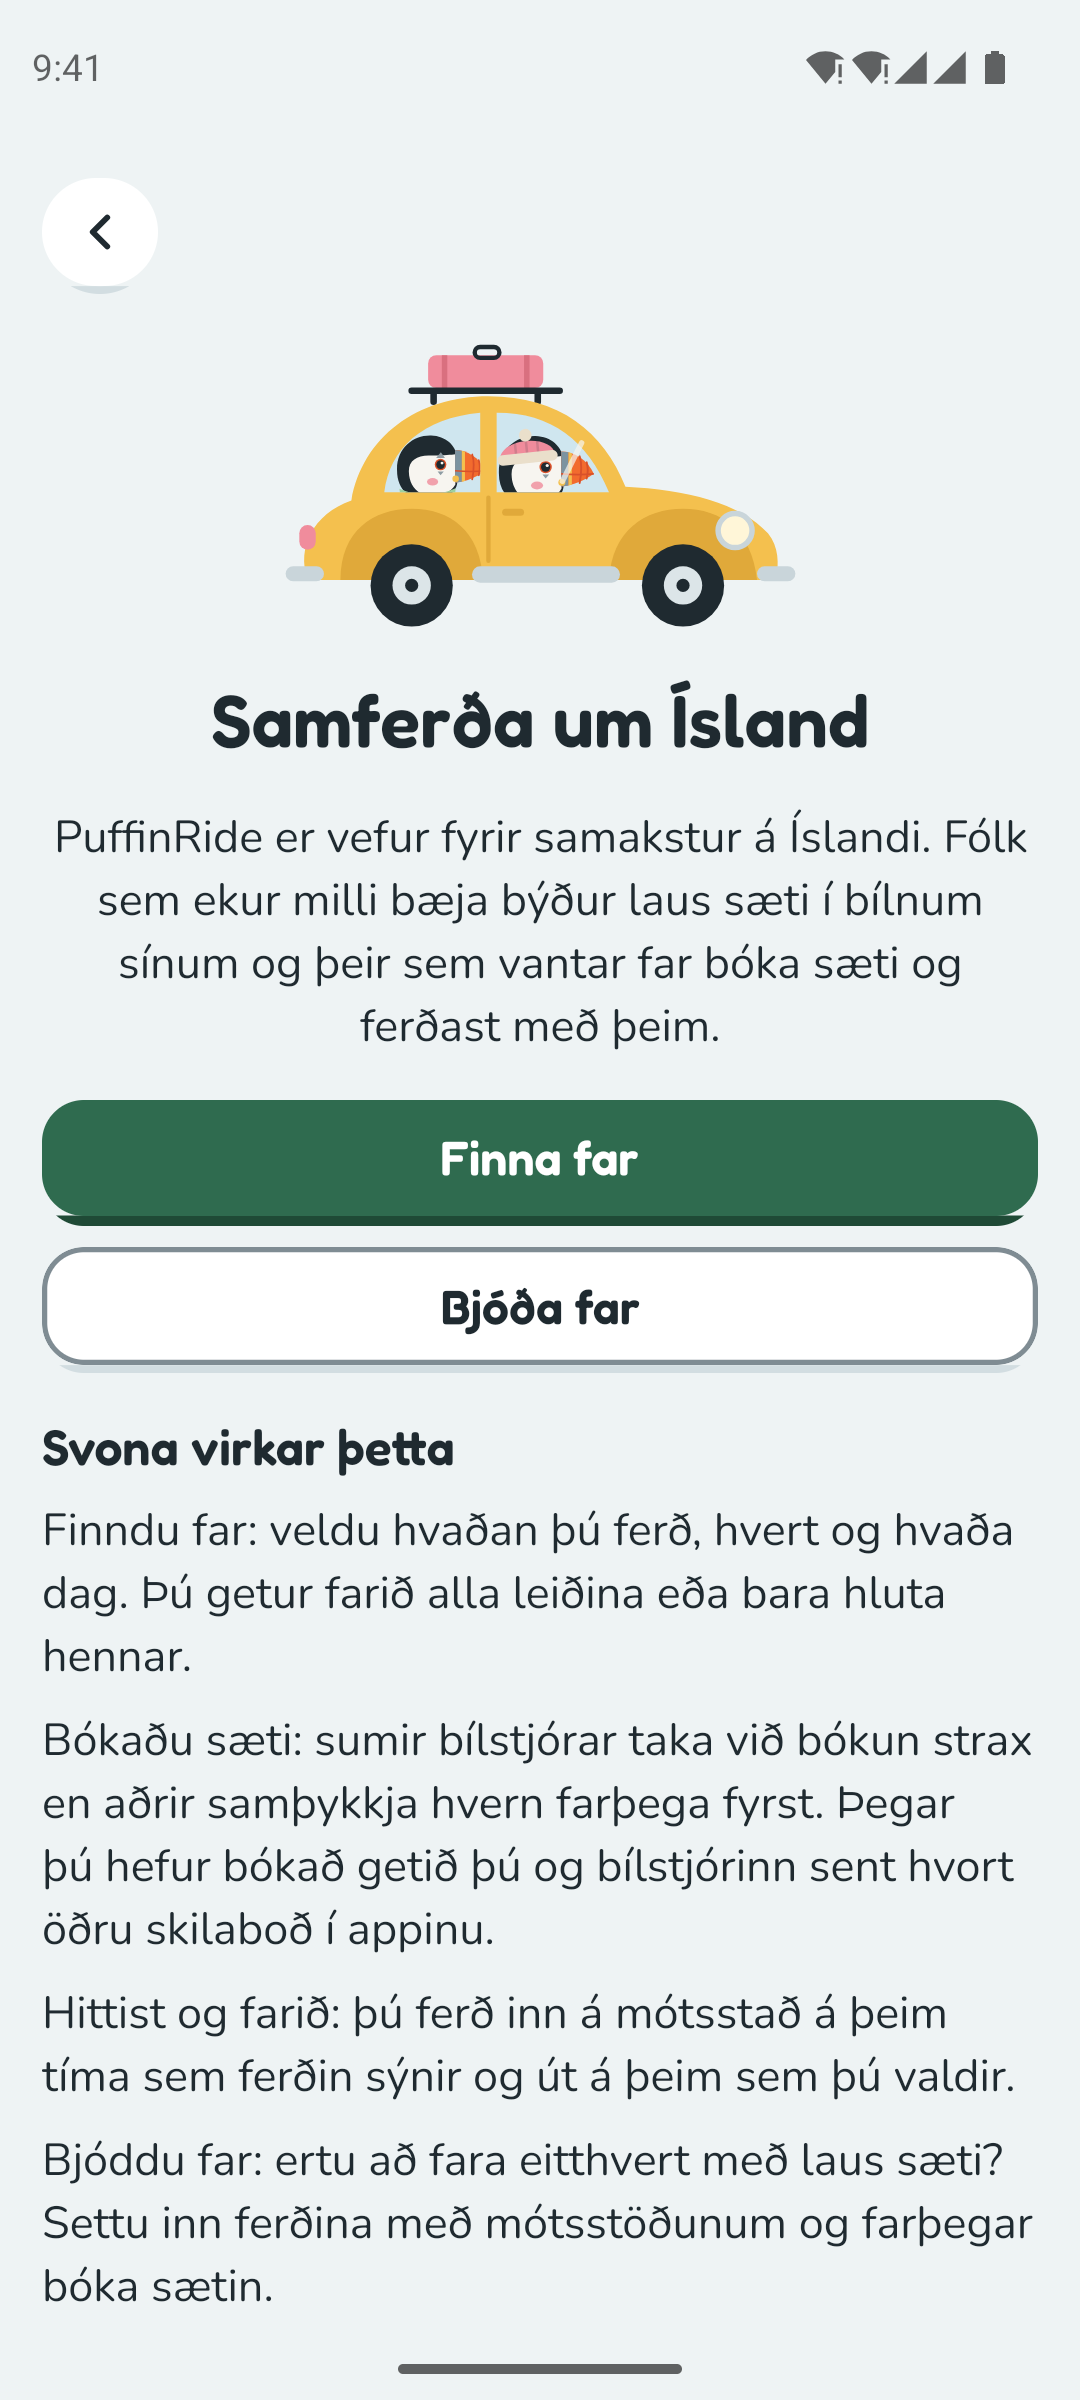 9:41
Samferða um Ísland
PuffinRide er vefur fyrir samakstur á Íslandi. Fólk
sem ekur milli bæja býður laus sæti í bílnum
sínum og þeir sem vantar far bóka sæti og
ferðast með þeim.
Finna far
Bjóða far
Svona virkar þetta
Finndu far: veldu hvaðan þú ferð, hvert og hvaða
dag. Þú getur farið alla leiðina eða bara hluta
hennar.
Bókaðu sæti: sumir bílstjórar taka við bókun strax
en aðrir samþykkja hvern farþega fyrst. Þegar
þú hefur bókað getið þú og bílstjórinn sent hvort
öðru skilaboð í appinu.
Hittist og farið: þú ferð inn á mótsstað á þeim
tíma sem ferðin sýnir og út á þeim sem þú valdir.
Bjóddu far: ertu að fara eitthvert með laus sæti?
Settu inn ferðina með mótsstöðunum og farþegar
bóka sætin.